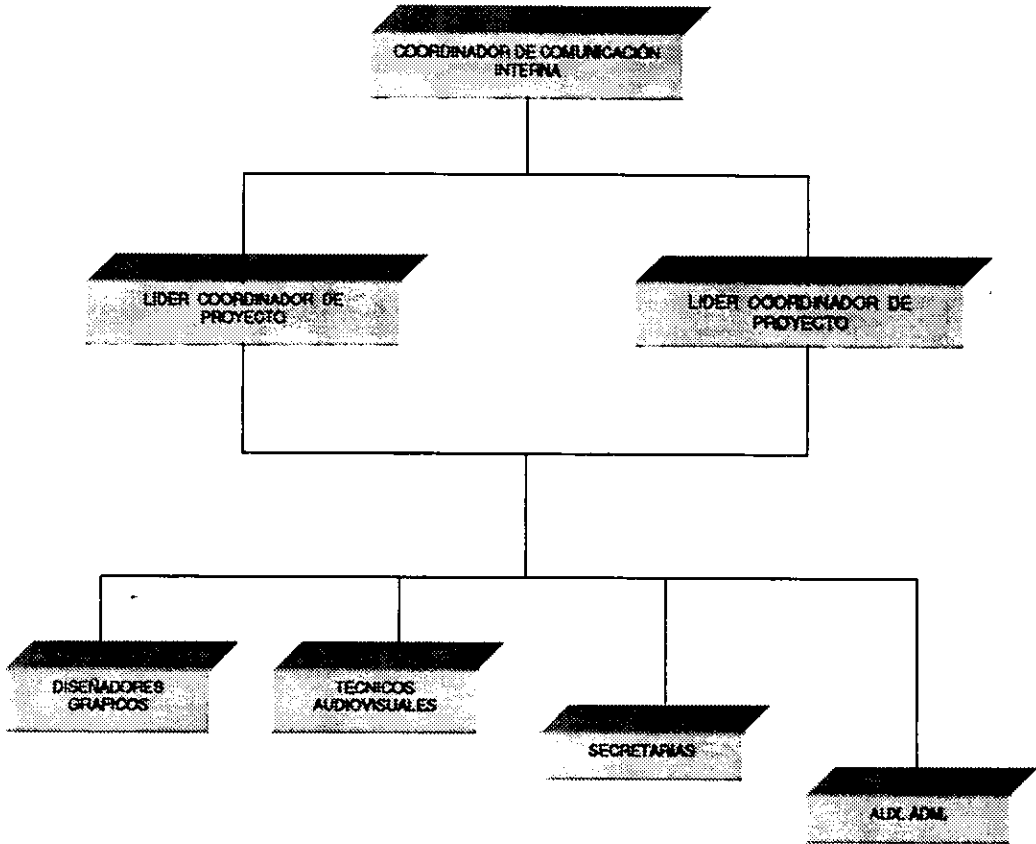 COORDINADOR DE COMUNICACIÓN
INTERNA
LIDER COORDINADOR DE
PROYECTO
LIDER COORDINADOR DE
PROYECTO
DISEÑADORES
GRAFICOS
TECNICOS
AUDIOVISUALES
SECRETARIAS
AUX. ADM.